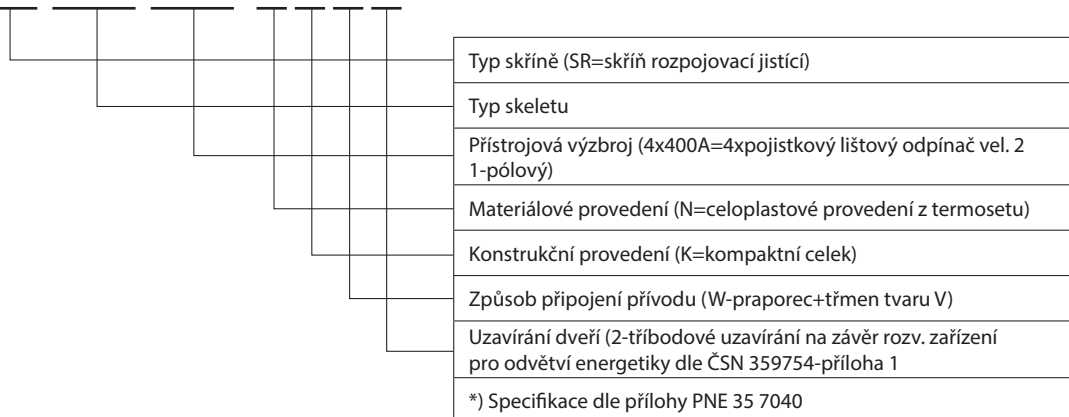 Typ skříně (SR=skříň rozpojovací jistící)
Typ skeletu
Přístrojová výzbroj (4x400A=4xpojistkový lištový odpínač vel. 2
1-pólový)
Materiálové provedení (N=celoplastové provedení z termosetu)
Konstrukční provedení (K=kompaktní celek)
Způsob připojení přívodu (W-praporec+třmen tvaru V)
Uzavírání dveří (2-tříbodové uzavírání na závěr rozv. zařízení
pro odvětví energetiky dle ČSN 359754-příloha 1
*) Specifikace dle přílohy PNE 35 7040